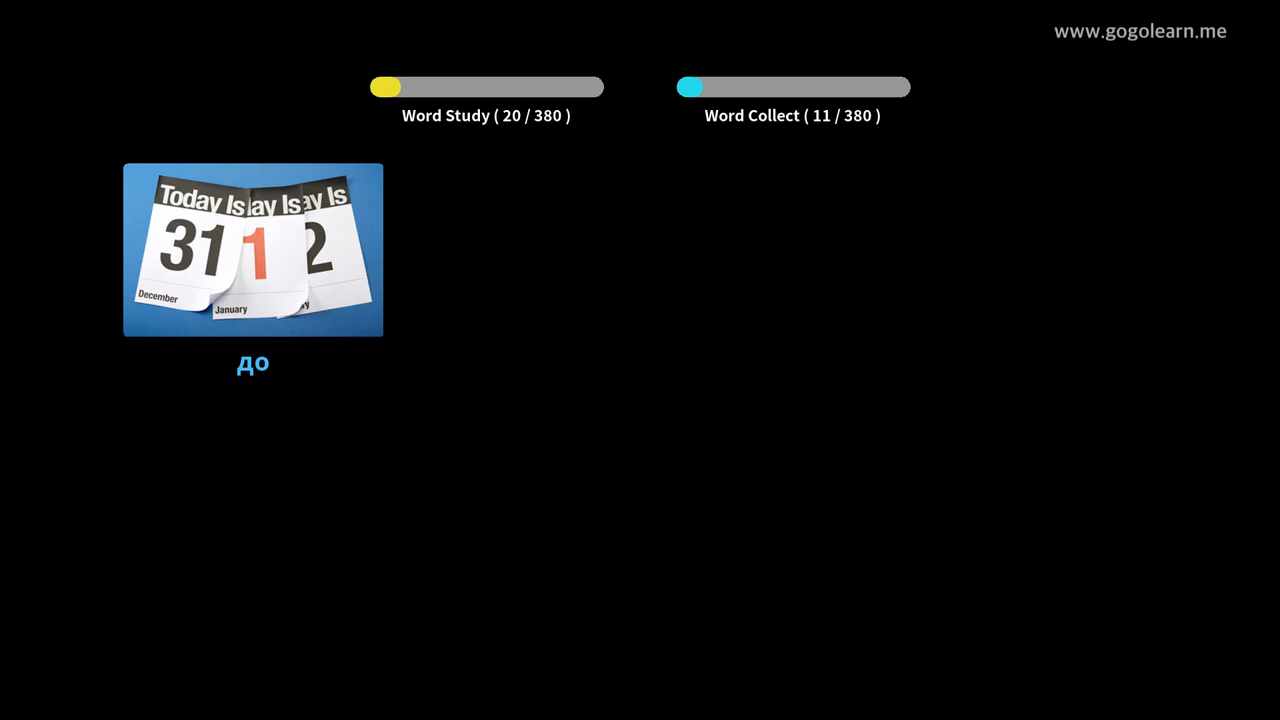 www.gogolearn.me
Word Study ( 20 / 380 )
Word Collect ( 11 / 380 )
Today Is
ay Is
ay Is
31
1
2
December
January
ry
до